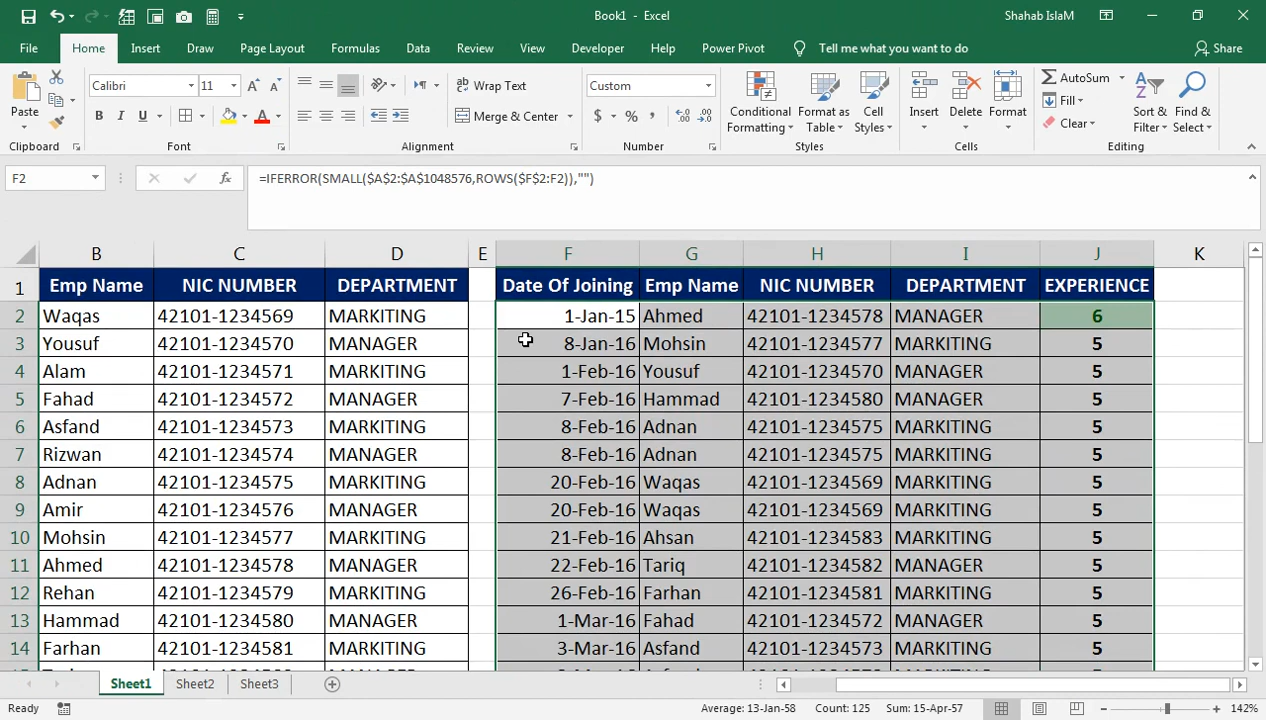 Book1 - Excel
Shahab IslaM
File Home Insert Draw Page Layout Formulas Data Review View Developer Help Power Pivot Tell me what you want to do Share
Paste
Clipboard
Calibri 11
B I U
Font
Wrap Text
Merge & Center
Alignment
Custom
$ % ,
Number
Conditional Formatting
Format as Table
Cell Styles
Styles
Insert Delete Format
Cells
AutoSum
Fill
Clear
Sort & Filter
Find & Select
Editing
F2 =IFERROR(SMALL($A$2:$A$1048576,ROWS($F$2:F2)),"")
B C D E F G H I J K
1 Emp Name NIC NUMBER DEPARTMENT Date Of Joining Emp Name NIC NUMBER DEPARTMENT EXPERIENCE
2 Waqas 42101-1234569 MARKITING 1-Jan-15 Ahmed 42101-1234578 MANAGER 6
3 Yousuf 42101-1234570 MANAGER 8-Jan-16 Mohsin 42101-1234577 MARKITING 5
4 Alam 42101-1234571 MARKITING 1-Feb-16 Yousuf 42101-1234570 MANAGER 5
5 Fahad 42101-1234572 MANAGER 7-Feb-16 Hammad 42101-1234580 MANAGER 5
6 Asfand 42101-1234573 MARKITING 8-Feb-16 Adnan 42101-1234575 MARKITING 5
7 Rizwan 42101-1234574 MANAGER 8-Feb-16 Adnan 42101-1234575 MARKITING 5
8 Adnan 42101-1234575 MARKITING 20-Feb-16 Waqas 42101-1234569 MARKITING 5
9 Amir 42101-1234576 MANAGER 20-Feb-16 Waqas 42101-1234569 MARKITING 5
10 Mohsin 42101-1234577 MARKITING 21-Feb-16 Ahsan 42101-1234583 MARKITING 5
11 Ahmed 42101-1234578 MANAGER 22-Feb-16 Tariq 42101-1234582 MANAGER 5
12 Rehan 42101-1234579 MARKITING 26-Feb-16 Farhan 42101-1234581 MARKITING 5
13 Hammad 42101-1234580 MANAGER 1-Mar-16 Fahad 42101-1234572 MANAGER 5
14 Farhan 42101-1234581 MARKITING 3-Mar-16 Asfand 42101-1234573 MARKITING 5
Sheet1 Sheet2 Sheet3
Ready Average: 13-Jan-58 Count: 125 Sum: 15-Apr-57 142%